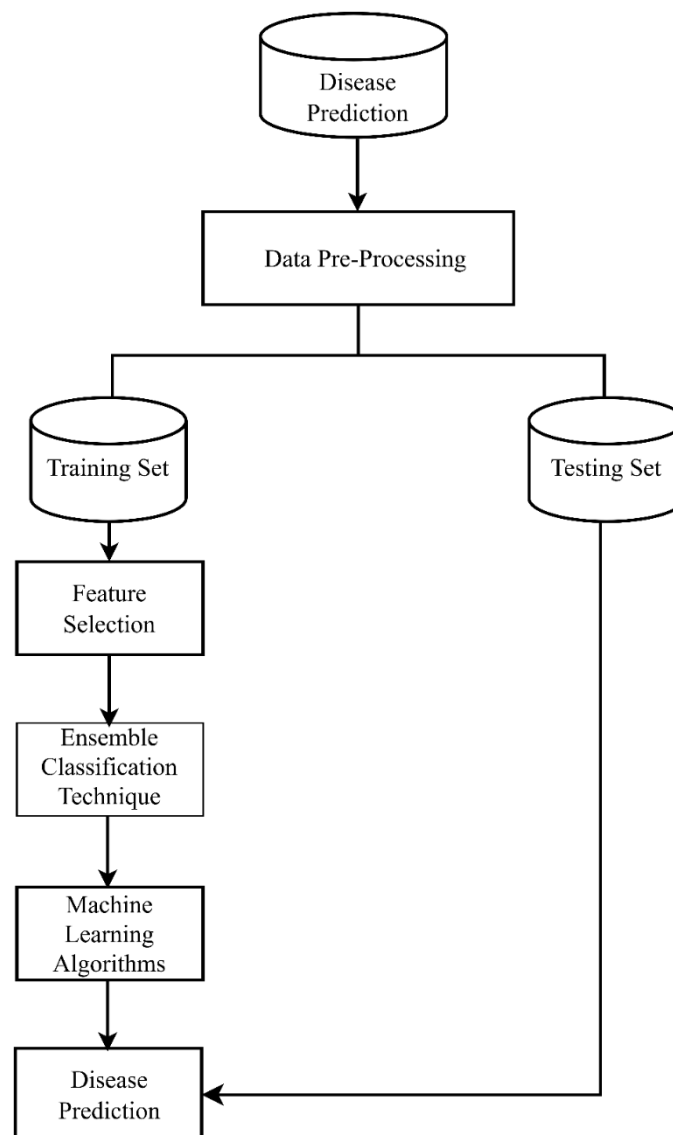 Disease
Prediction
Data Pre-Processing
Training Set
Testing Set
Feature
Selection
Ensemble
Classification
Technique
Machine
Learning
Algorithms
Disease
Prediction